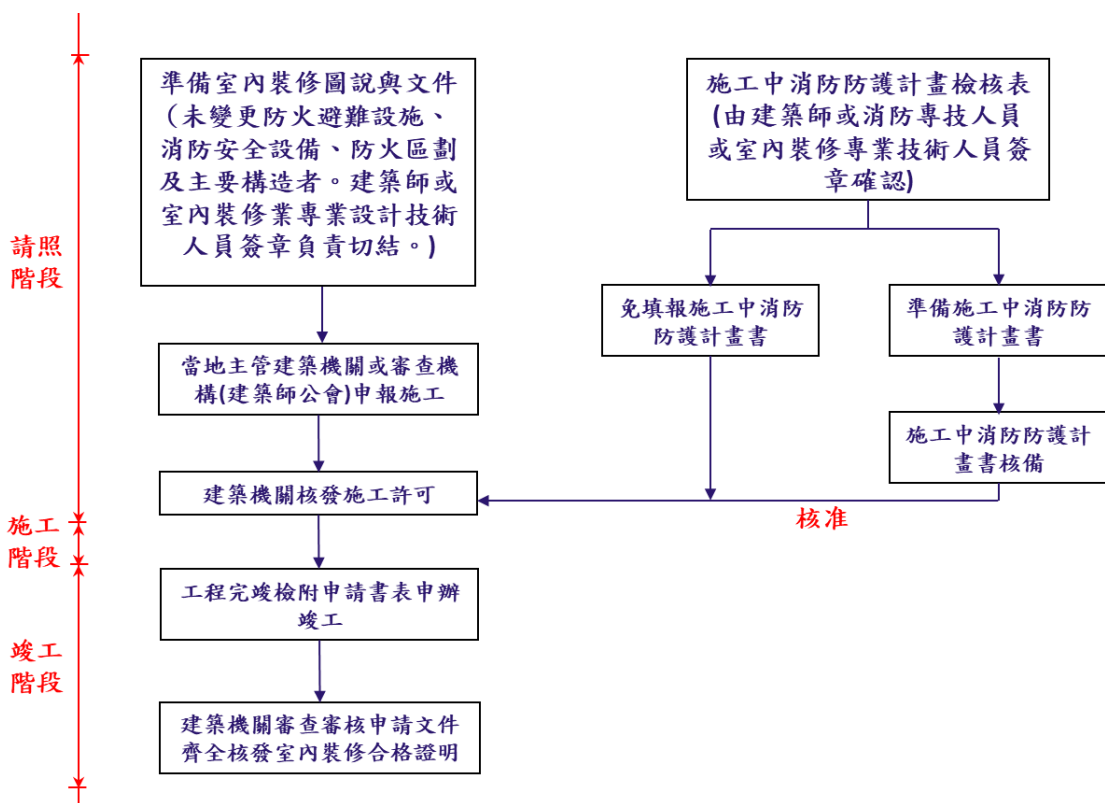 準備室內裝修圖說與文件
（未變更防火避難設施、
消防安全設備、防火區劃
及主要構造者。建築師或
室內裝修業專業設計技術
人員簽章負責切結。)
施工中消防防護計畫檢核表
(由建築師或消防專技人員
或室內裝修專業技術人員簽
章確認)
請照
階段
免填報施工中消防
防護計畫書
準備施工中消防防
護計畫書
當地主管建築機關或審查機
構(建築師公會)申報施工
施工中消防防護計
畫書核備
建築機關核發施工許可
核准
施工
階段
工程完竣檢附申請書表申辦
竣工
竣工
階段
建築機關審查審核申請文件
齊全核發室內裝修合格證明